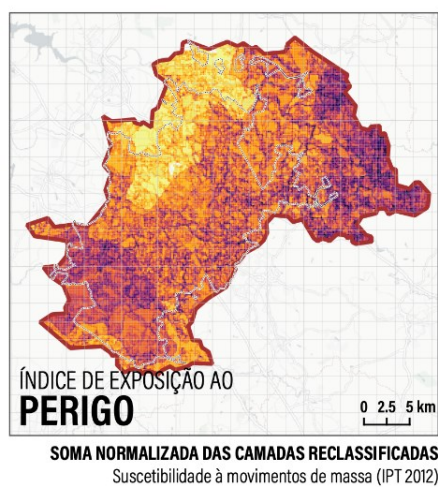 ÍNDICE DE EXPOSIÇÃO AO
PERIGO
0 2.5 5 km
SOMA NORMALIZADA DAS CAMADAS RECLASSIFICADAS
Suscetibilidade à movimentos de massa (IPT 2012)